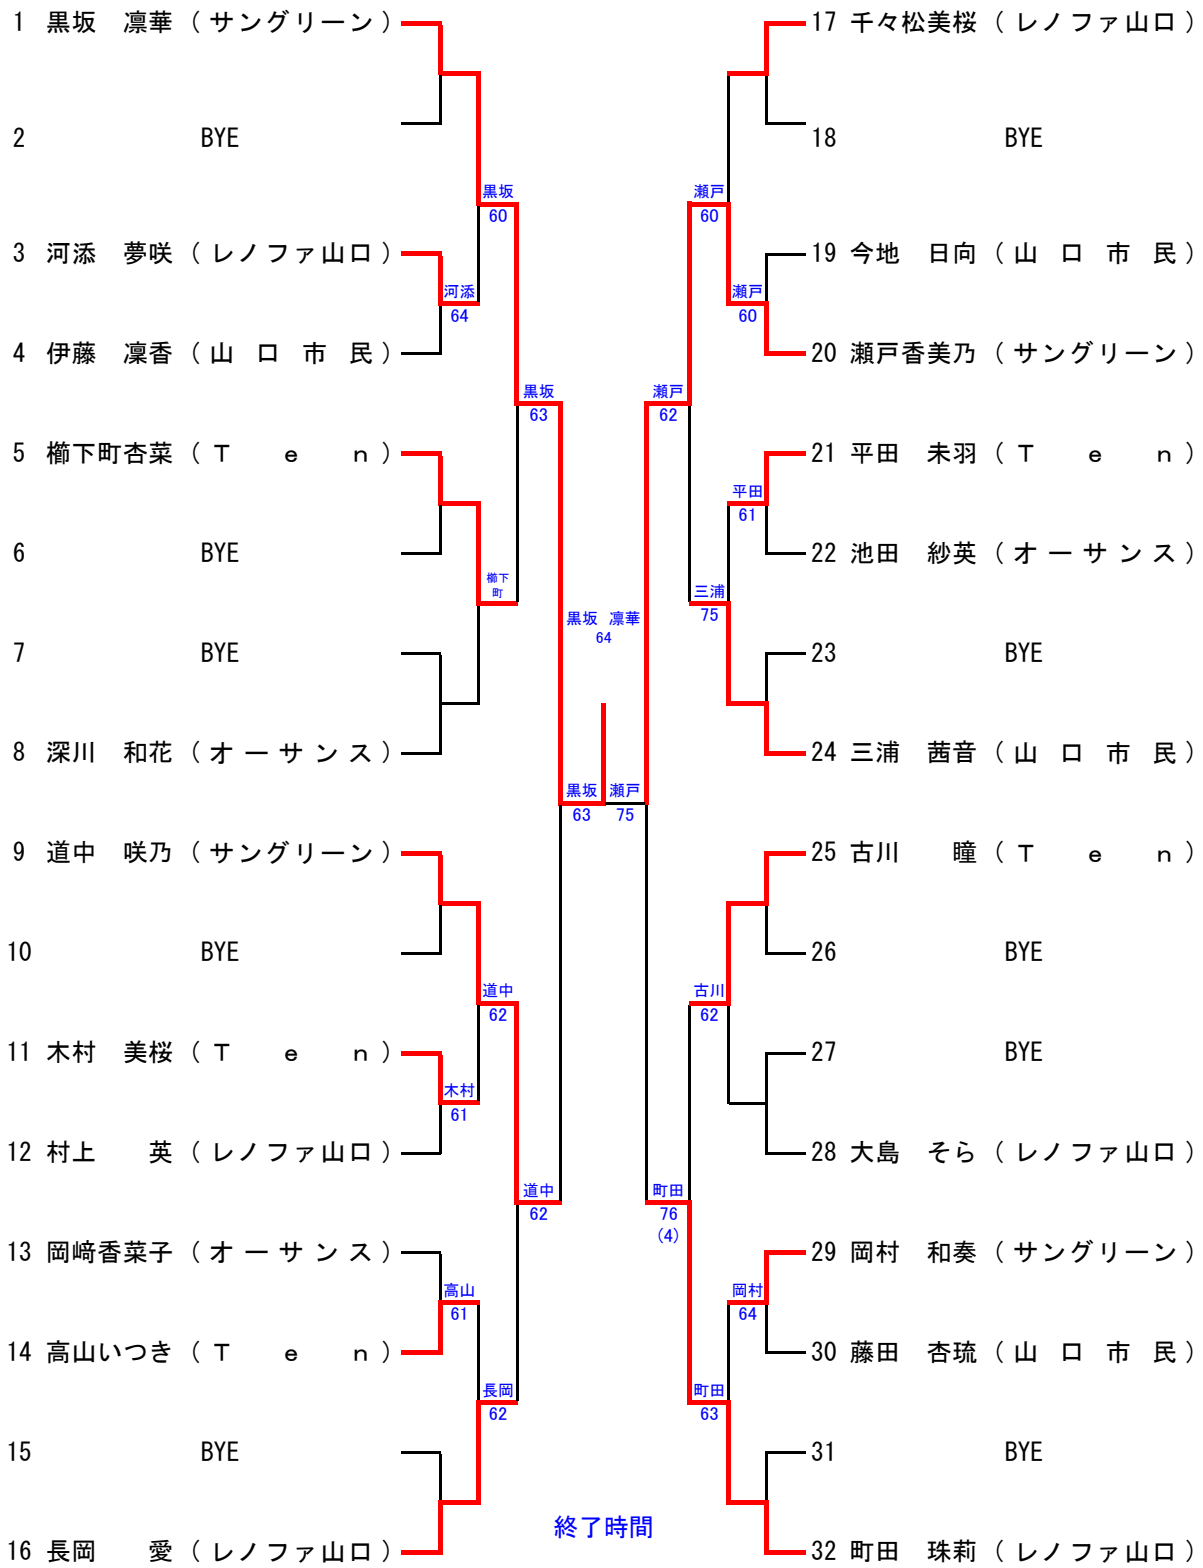 1 黒坂 凛華 (サングリーン)
2 BYE
黒坂
60
3 河添 夢咲 (レノファ山口)
河添
64
4 伊藤 凜香 (山口市民)
黒坂
63
5 櫛下町杏菜 (Ten)
6 BYE
櫛下
町
7 BYE
8 深川 和花 (オーサンス)
黒坂
63
9 道中 咲乃 (サングリーン)
10 BYE
道中
62
11 木村 美桜 (Ten)
木村
61
12 村上 英 (レノファ山口)
道中
62
13 岡﨑香菜子 (オーサンス)
高山
61
14 高山いつき (Ten)
長岡
62
15 BYE
16 長岡 愛 (レノファ山口)
黒坂 凛華
64
終了時間
17 千々松美桜 (レノファ山口)
18 BYE
瀬戸
60
19 今地 日向 (山口市民)
瀬戸
60
20 瀬戸香美乃 (サングリーン)
瀬戸
62
21 平田 未羽 (Ten)
平田
61
22 池田 紗英 (オーサンス)
三浦
75
23 BYE
24 三浦 茜音 (山口市民)
瀬戸
75
25 古川 瞳 (Ten)
26 BYE
古川
62
27 BYE
28 大島 そら (レノファ山口)
町田
76
(4)
29 岡村 和奏 (サングリーン)
岡村
64
30 藤田 杏琉 (山口市民)
町田
63
31 BYE
32 町田 珠莉 (レノファ山口)